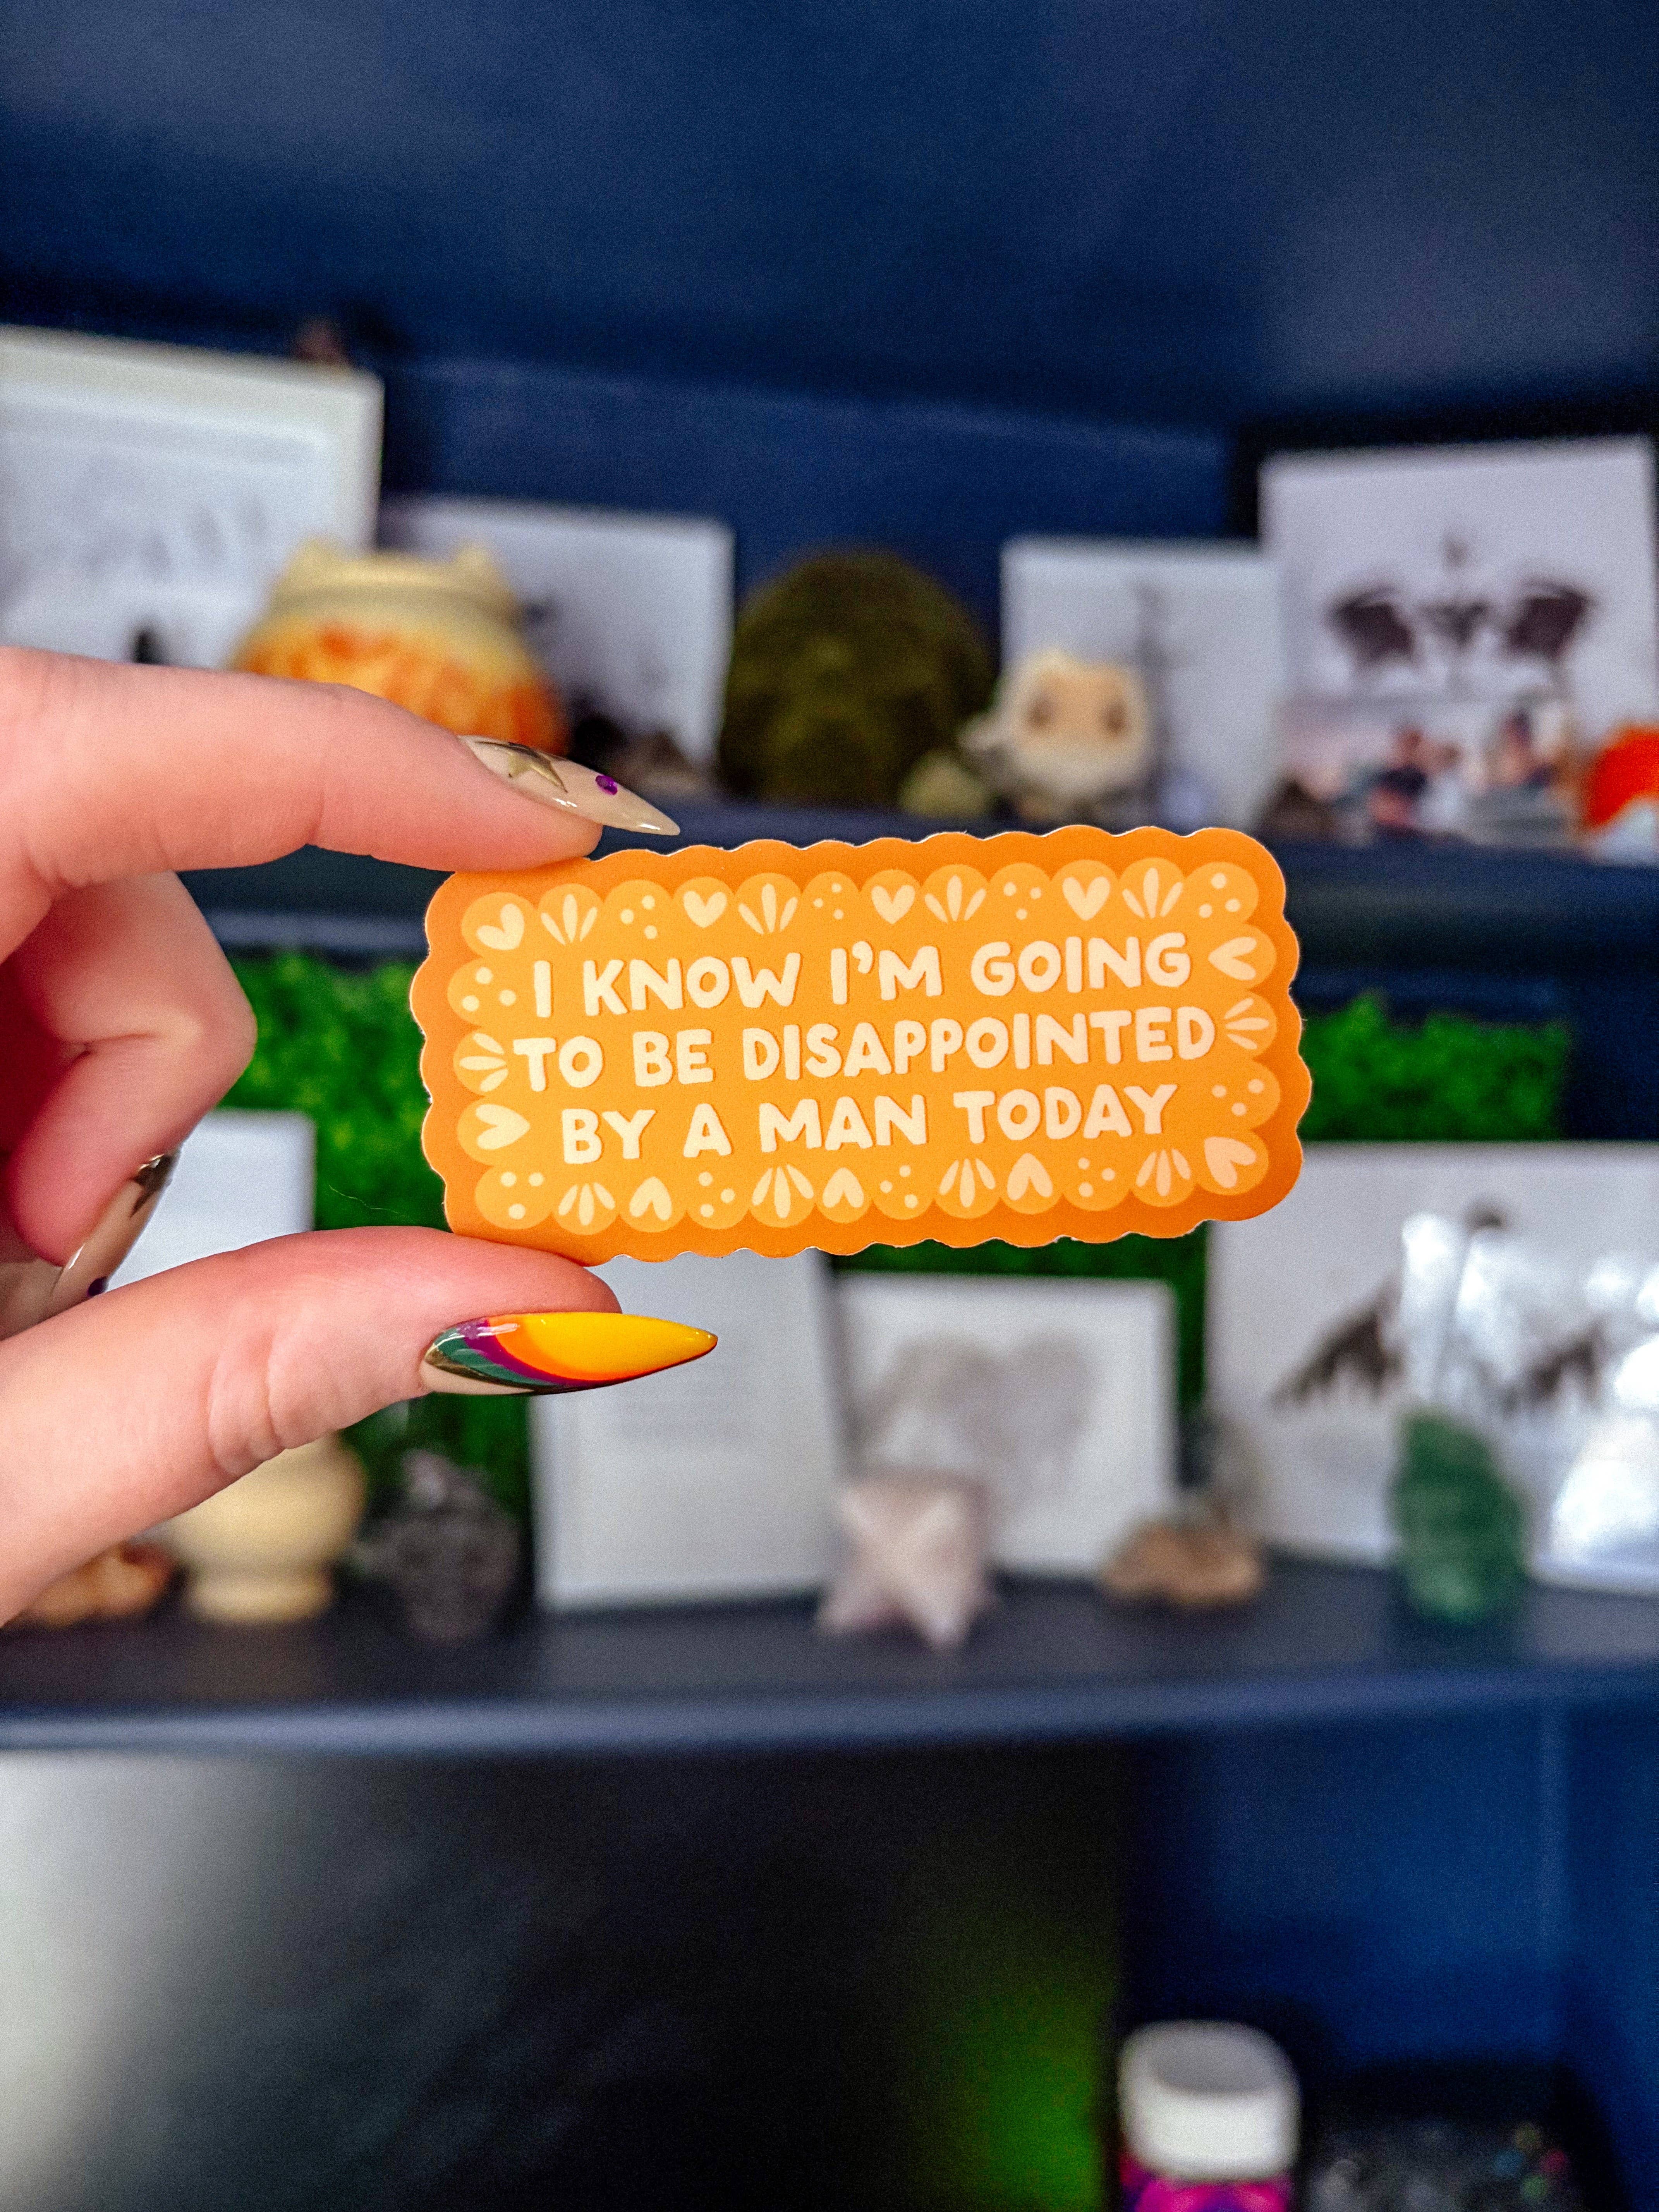 I KNOW I'M GOING
TO BE DISAPPOINTED
BY A MAN TODAY